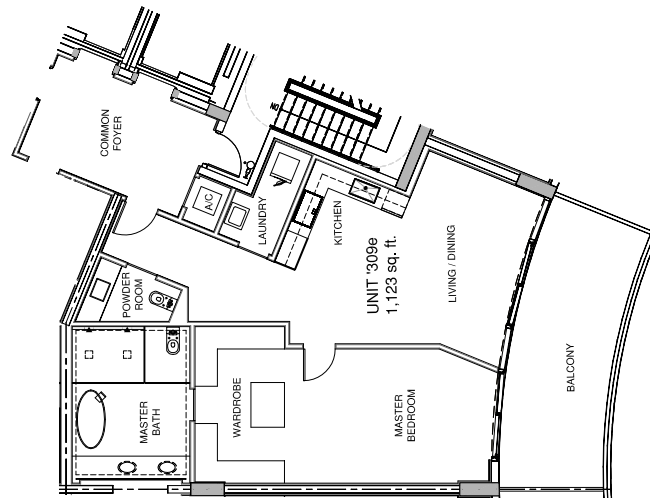 COMMON
FOYER
DN
A/C
LAUNDRY
KITCHEN
UNIT '309e
1,123 sq. ft.
LIVING / DINING
POWDER
ROOM
BALCONY
MASTER
BATH
WARDROBE
MASTER
BEDROOM